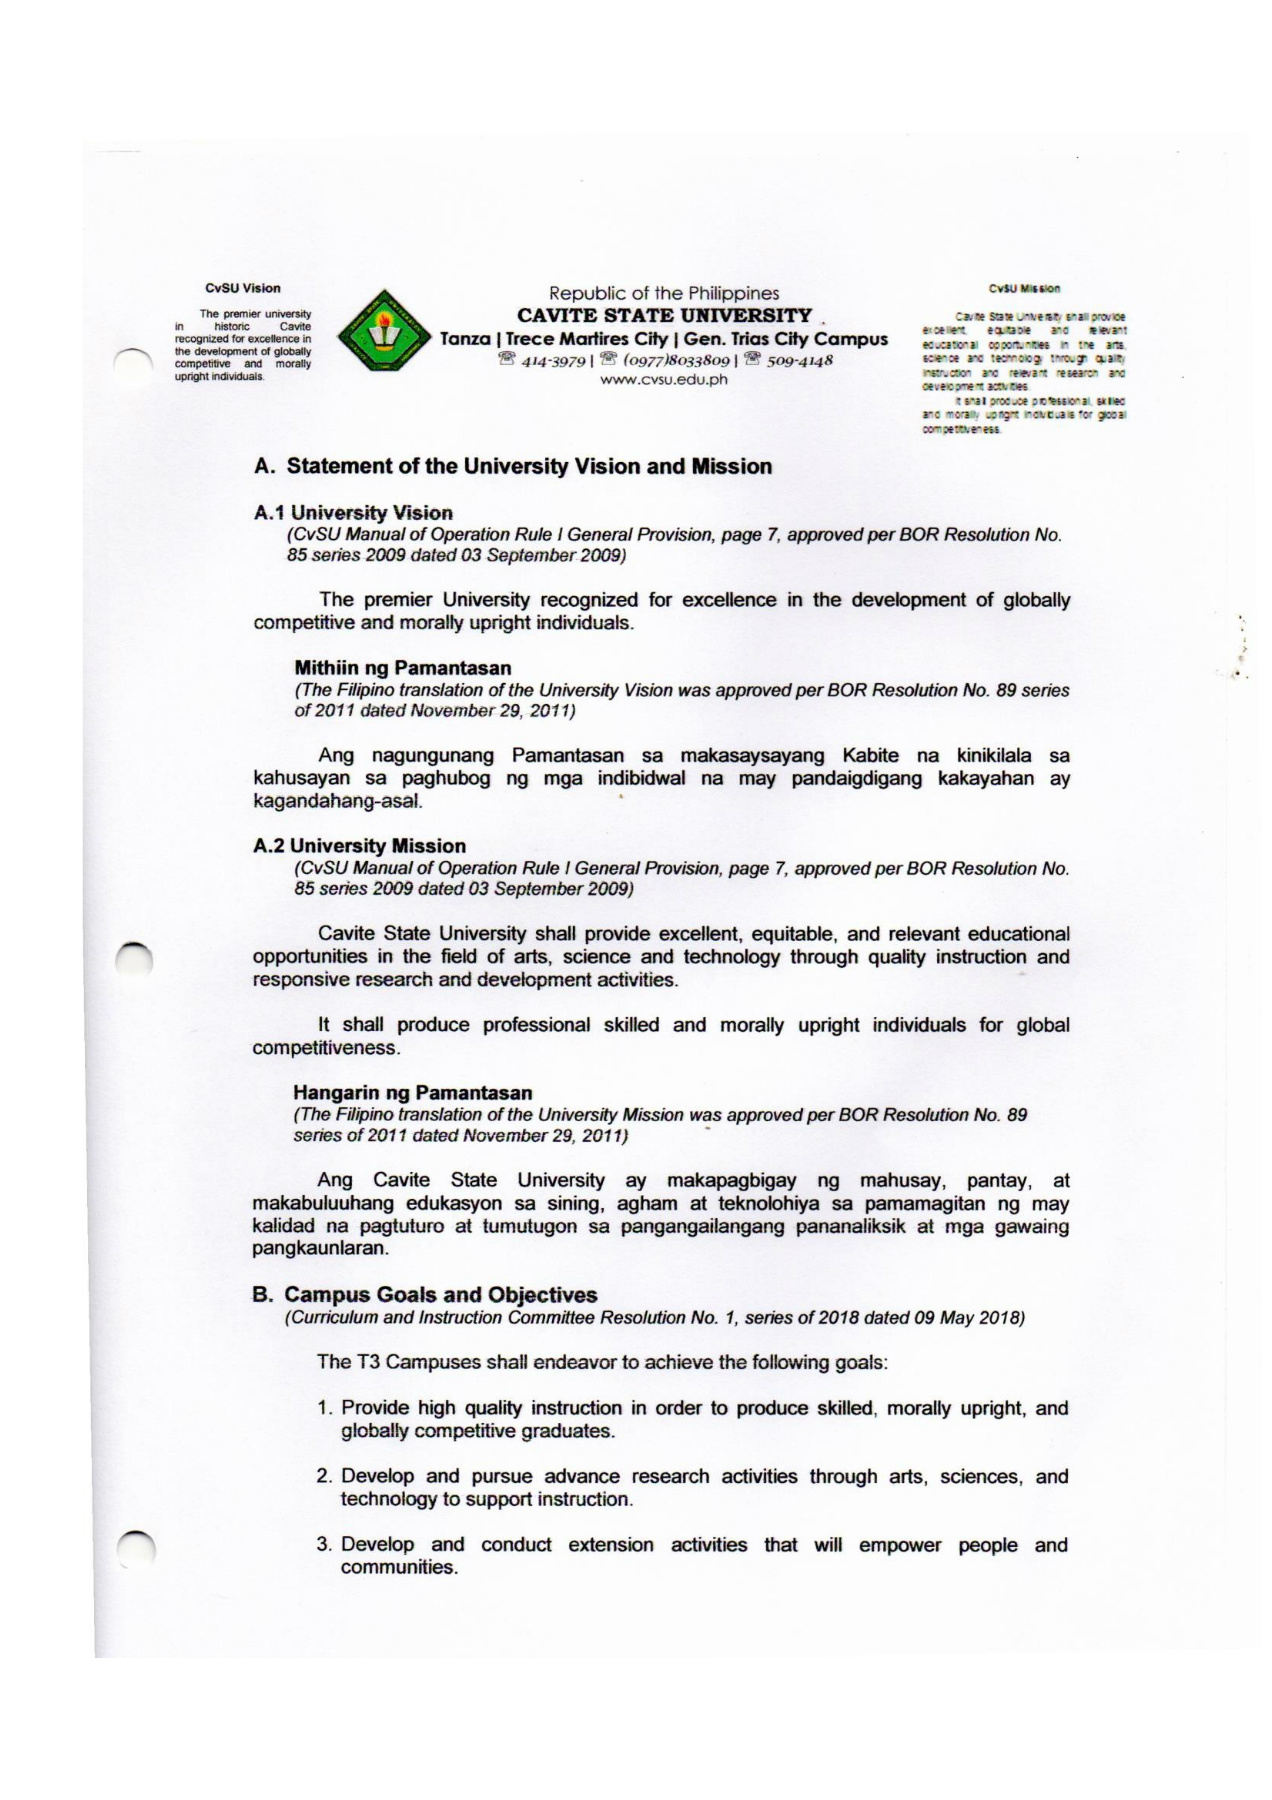 CvSU Vision
The premier university
in historic Cavite
recognized for excellence in
the development of globally
competitive and morally
upright individuals.
Republic of the Philippines
CAVITE STATE UNIVERSITY
Tanza | Trece Martires City | Gen. Trias City Campus
☏ 414-3979 | ☏ (0977)8033809 | ☏ 509-4148
www.cvsu.edu.ph
CvSU Mission
Cavite State University shall provide
excellent, equitable and relevant
educational opportunities in the arts,
science and technology through quality
instruction and relevant research and
development activities.
It shall produce professional, skilled
and morally upright individuals for global
competitiveness.
A. Statement of the University Vision and Mission
A.1 University Vision
(CvSU Manual of Operation Rule I General Provision, page 7, approved per BOR Resolution No.
85 series 2009 dated 03 September 2009)
The premier University recognized for excellence in the development of globally
competitive and morally upright individuals.
Mithiin ng Pamantasan
(The Filipino translation of the University Vision was approved per BOR Resolution No. 89 series
of 2011 dated November 29, 2011)
Ang nagungunang Pamantasan sa makasaysayang Kabite na kinikilala sa
kahusayan sa paghubog ng mga indibidwal na may pandaigdigang kakayahan ay
kagandahang-asal.
A.2 University Mission
(CvSU Manual of Operation Rule I General Provision, page 7, approved per BOR Resolution No.
85 series 2009 dated 03 September 2009)
Cavite State University shall provide excellent, equitable, and relevant educational
opportunities in the field of arts, science and technology through quality instruction and
responsive research and development activities.
It shall produce professional skilled and morally upright individuals for global
competitiveness.
Hangarin ng Pamantasan
(The Filipino translation of the University Mission was approved per BOR Resolution No. 89
series of 2011 dated November 29, 2011)
Ang Cavite State University ay makapagbigay ng mahusay, pantay, at
makabuluuhang edukasyon sa sining, agham at teknolohiya sa pamamagitan ng may
kalidad na pagtuturo at tumutugon sa pangangailangang pananaliksik at mga gawaing
pangkaunlaran.
B. Campus Goals and Objectives
(Curriculum and Instruction Committee Resolution No. 1, series of 2018 dated 09 May 2018)
The T3 Campuses shall endeavor to achieve the following goals:
1. Provide high quality instruction in order to produce skilled, morally upright, and
globally competitive graduates.
2. Develop and pursue advance research activities through arts, sciences, and
technology to support instruction.
3. Develop and conduct extension activities that will empower people and
communities.